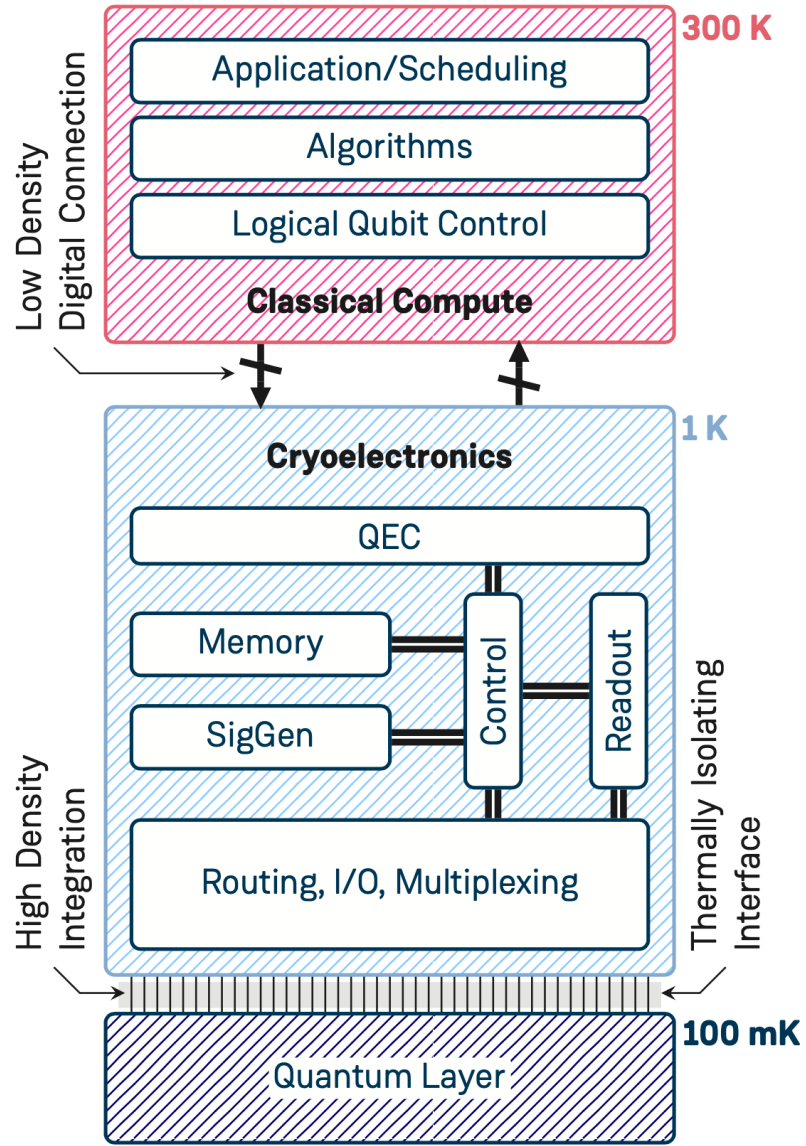 300 K
Application/Scheduling
Algorithms
Logical Qubit Control
Classical Compute
Low Density
Digital Connection
1 K
Cryoelectronics
QEC
Memory
SigGen
Control
Readout
Routing, I/O, Multiplexing
High Density
Integration
Thermally Isolating
Interface
100 mK
Quantum Layer